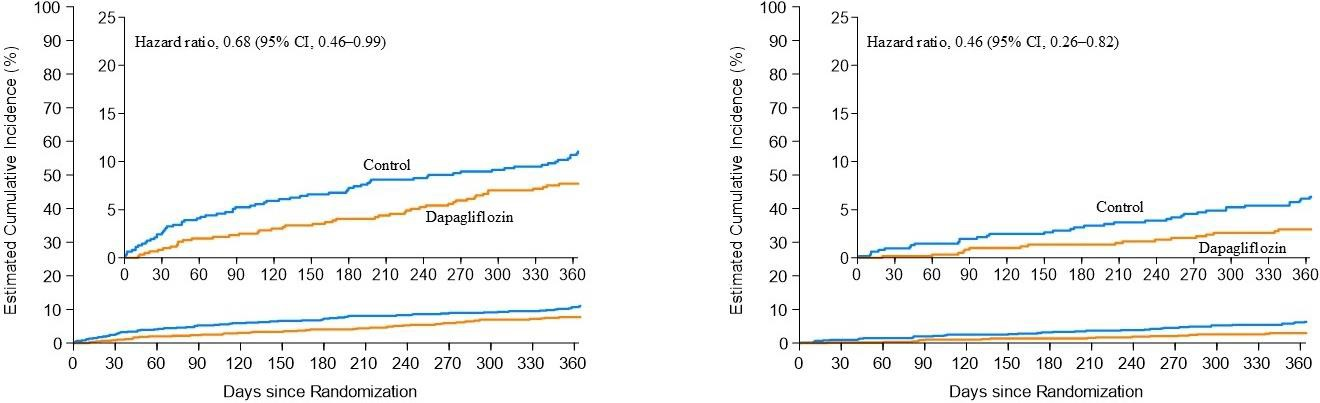 100
90
80
70
60
50
40
30
20
10
0
Estimated Cumulative Incidence (%)
25
20
15
10
5
0
Hazard ratio, 0.68 (95% CI, 0.46–0.99)
Control
Dapagliflozin
0 30 60 90 120 150 180 210 240 270 300 330 360
0 30 60 90 120 150 180 210 240 270 300 330 360
Days since Randomization
100
90
80
70
60
50
40
30
20
10
0
Estimated Cumulative Incidence (%)
25
20
15
10
5
0
Hazard ratio, 0.46 (95% CI, 0.26–0.82)
Control
Dapagliflozin
0 30 60 90 120 150 180 210 240 270 300 330 360
0 30 60 90 120 150 180 210 240 270 300 330 360
Days since Randomization